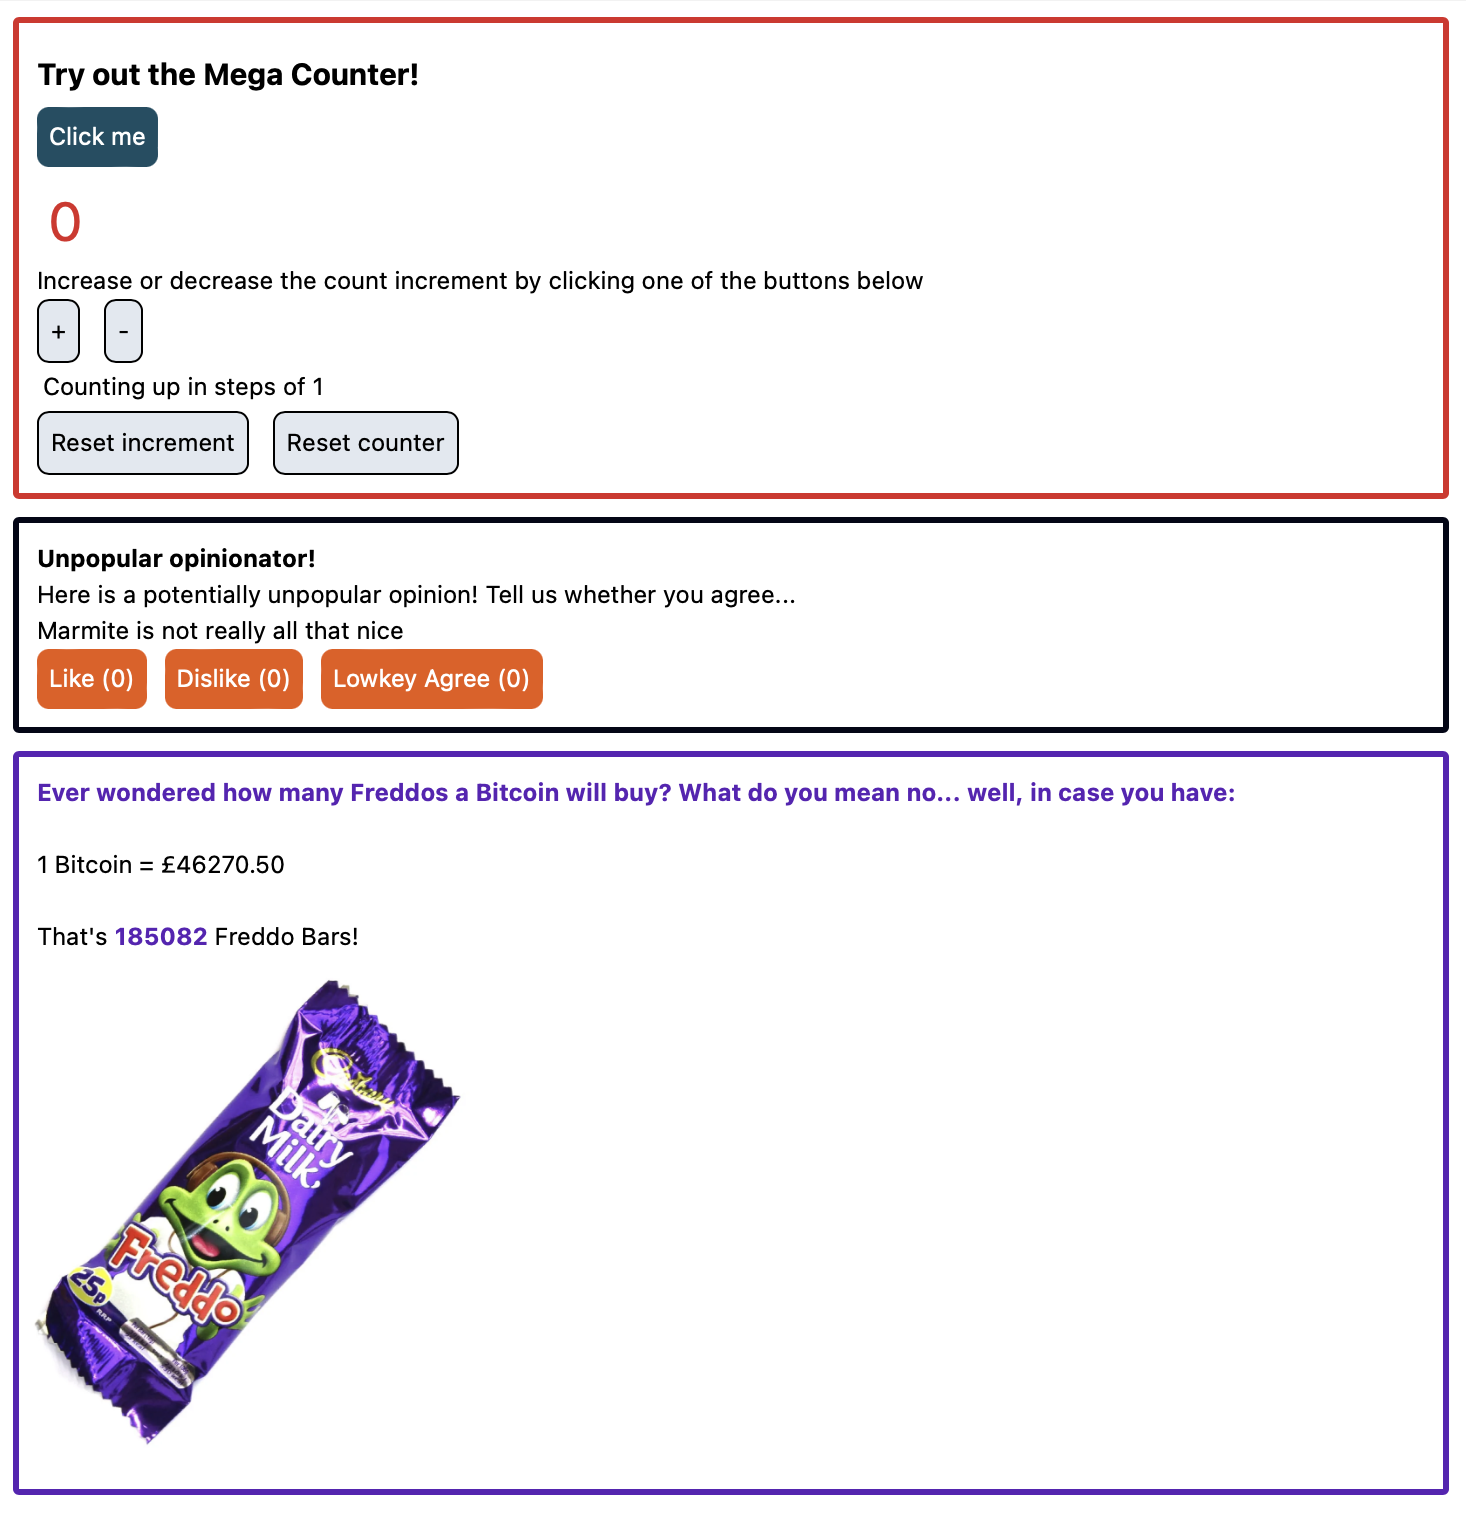 Try out the Mega Counter!
Click me
0
Increase or decrease the count increment by clicking one of the buttons below
+ -
Counting up in steps of 1
Reset increment Reset counter
Unpopular opinionator!
Here is a potentially unpopular opinion! Tell us whether you agree...
Marmite is not really all that nice
Like (0) Dislike (0) Lowkey Agree (0)
Ever wondered how many Freddos a Bitcoin will buy? What do you mean no... well, in case you have:
1 Bitcoin = £46270.50
That's 185082 Freddo Bars!
Cadbury
Dairy
Milk
Freddo
25p
RRP